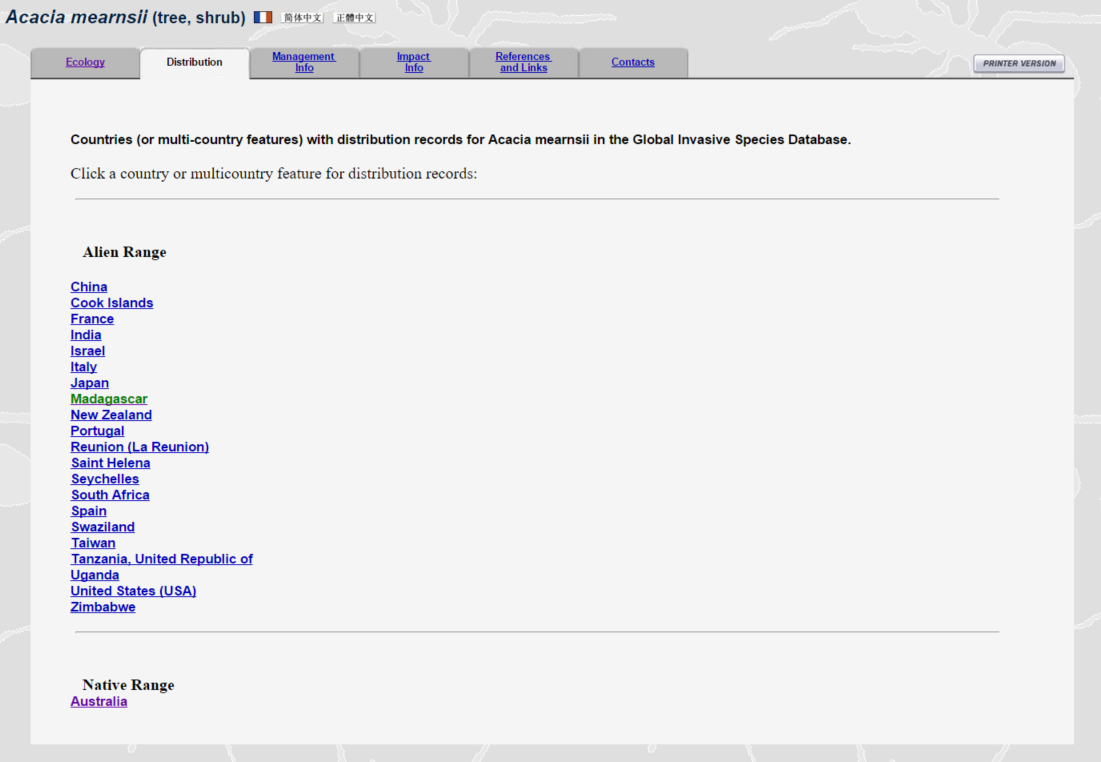 Acacia mearnsii (tree, shrub) 简体中文 正體中文
Ecology
Distribution
Management
Info
Impact
Info
References
and Links
Contacts
PRINTER VERSION
Countries (or multi-country features) with distribution records for Acacia mearnsii in the Global Invasive Species Database.
Click a country or multicountry feature for distribution records:
Alien Range
China
Cook Islands
France
India
Israel
Italy
Japan
Madagascar
New Zealand
Portugal
Reunion (La Reunion)
Saint Helena
Seychelles
South Africa
Spain
Swaziland
Taiwan
Tanzania, United Republic of
Uganda
United States (USA)
Zimbabwe
Native Range
Australia